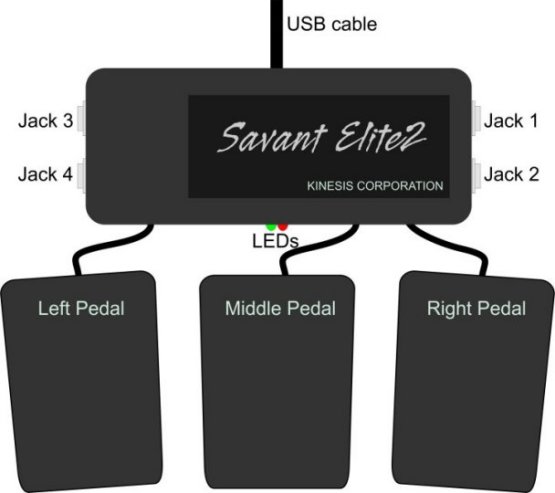 USB cable
Jack 3
Jack 1
Savant Elite2
Jack 4
Jack 2
KINESIS CORPORATION
LEDs
Left Pedal
Middle Pedal
Right Pedal